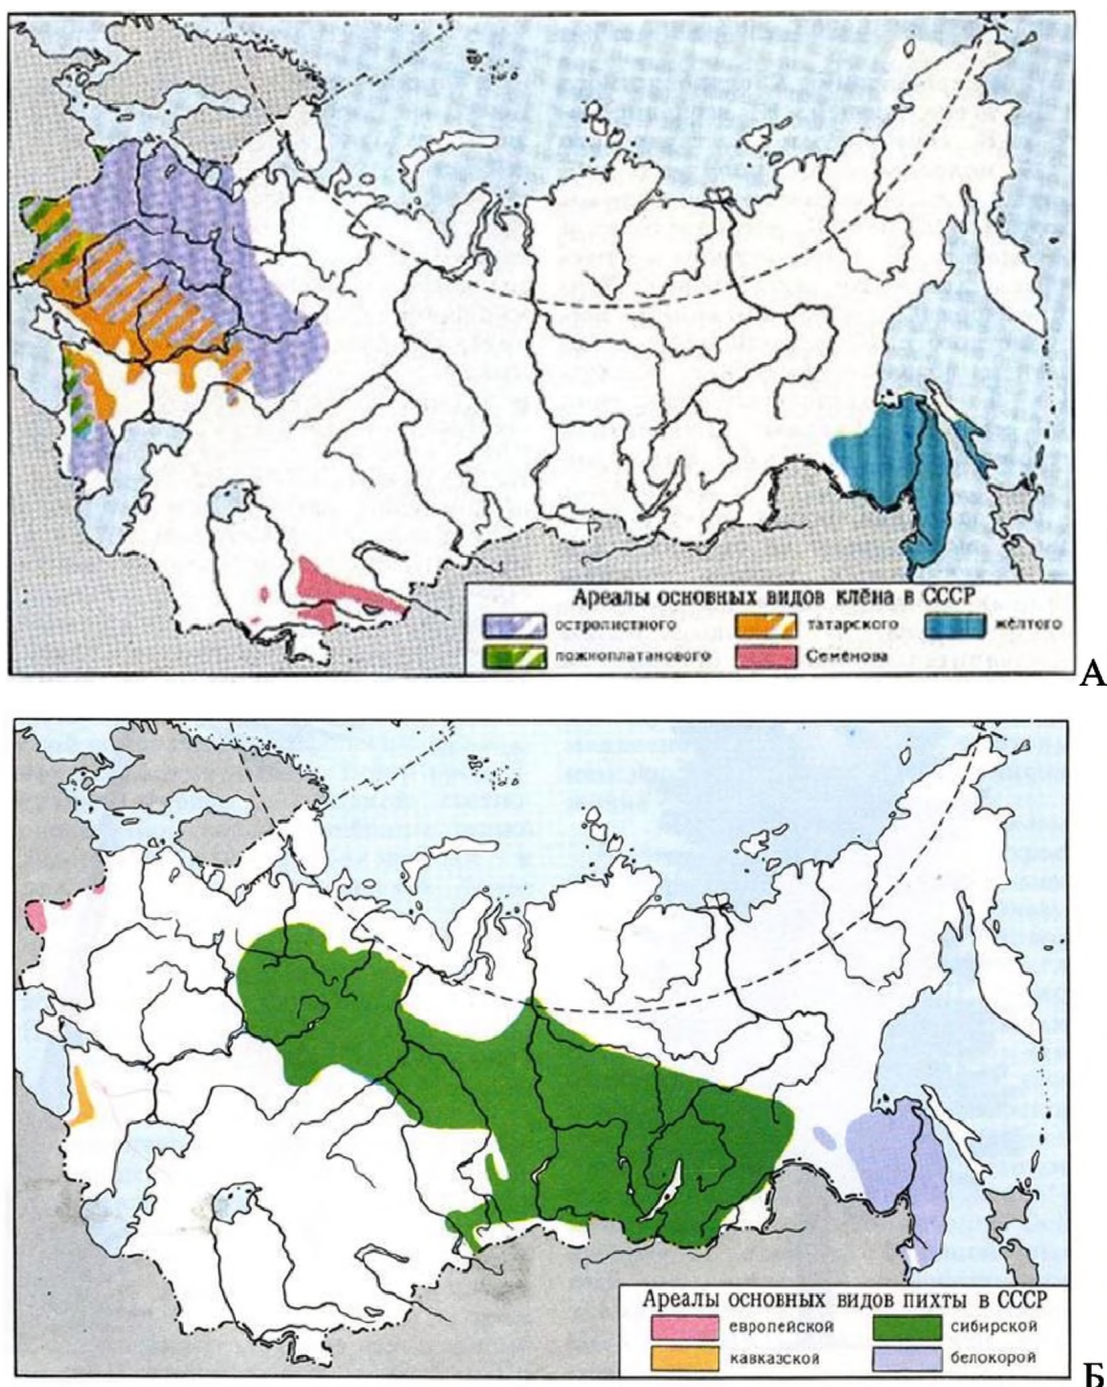 Ареалы основных видов клёна в СССР
остролистного татарского жёлтого
ложноплатанового Семёнова
А
Ареалы основных видов пихты в СССР
европейской сибирской
кавказской белокорой
Б